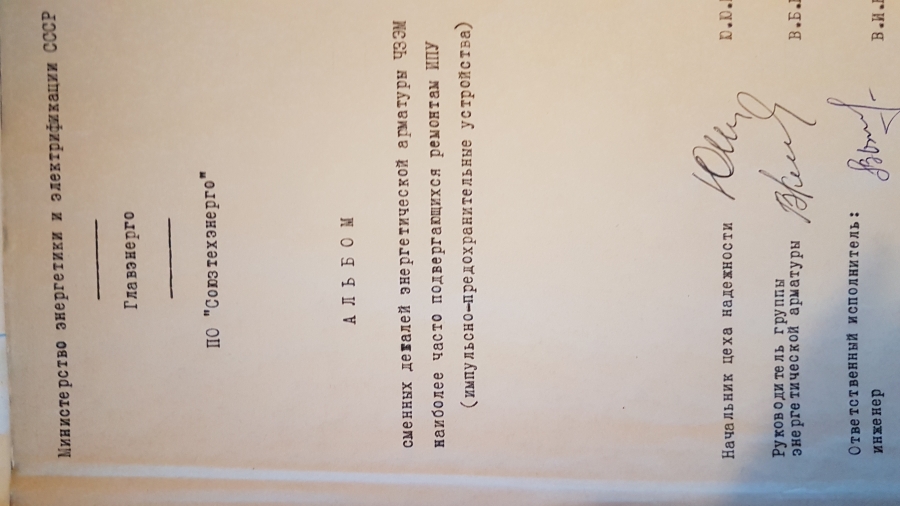 Министерство энергетики и электрификации СССР
Главэнерго
ПО "Союзтехэнерго"
АЛЬБОМ
сменных деталей энергетической арматуры ЧЗЭМ
наиболее часто подвергающихся ремонтам ИПУ
(импульсно-предохранительные устройства)
Начальник цеха надежности Ю.Ю.
Руководитель группы
энергетической арматуры В.Б.
Ответственный исполнитель:
инженер В.И.